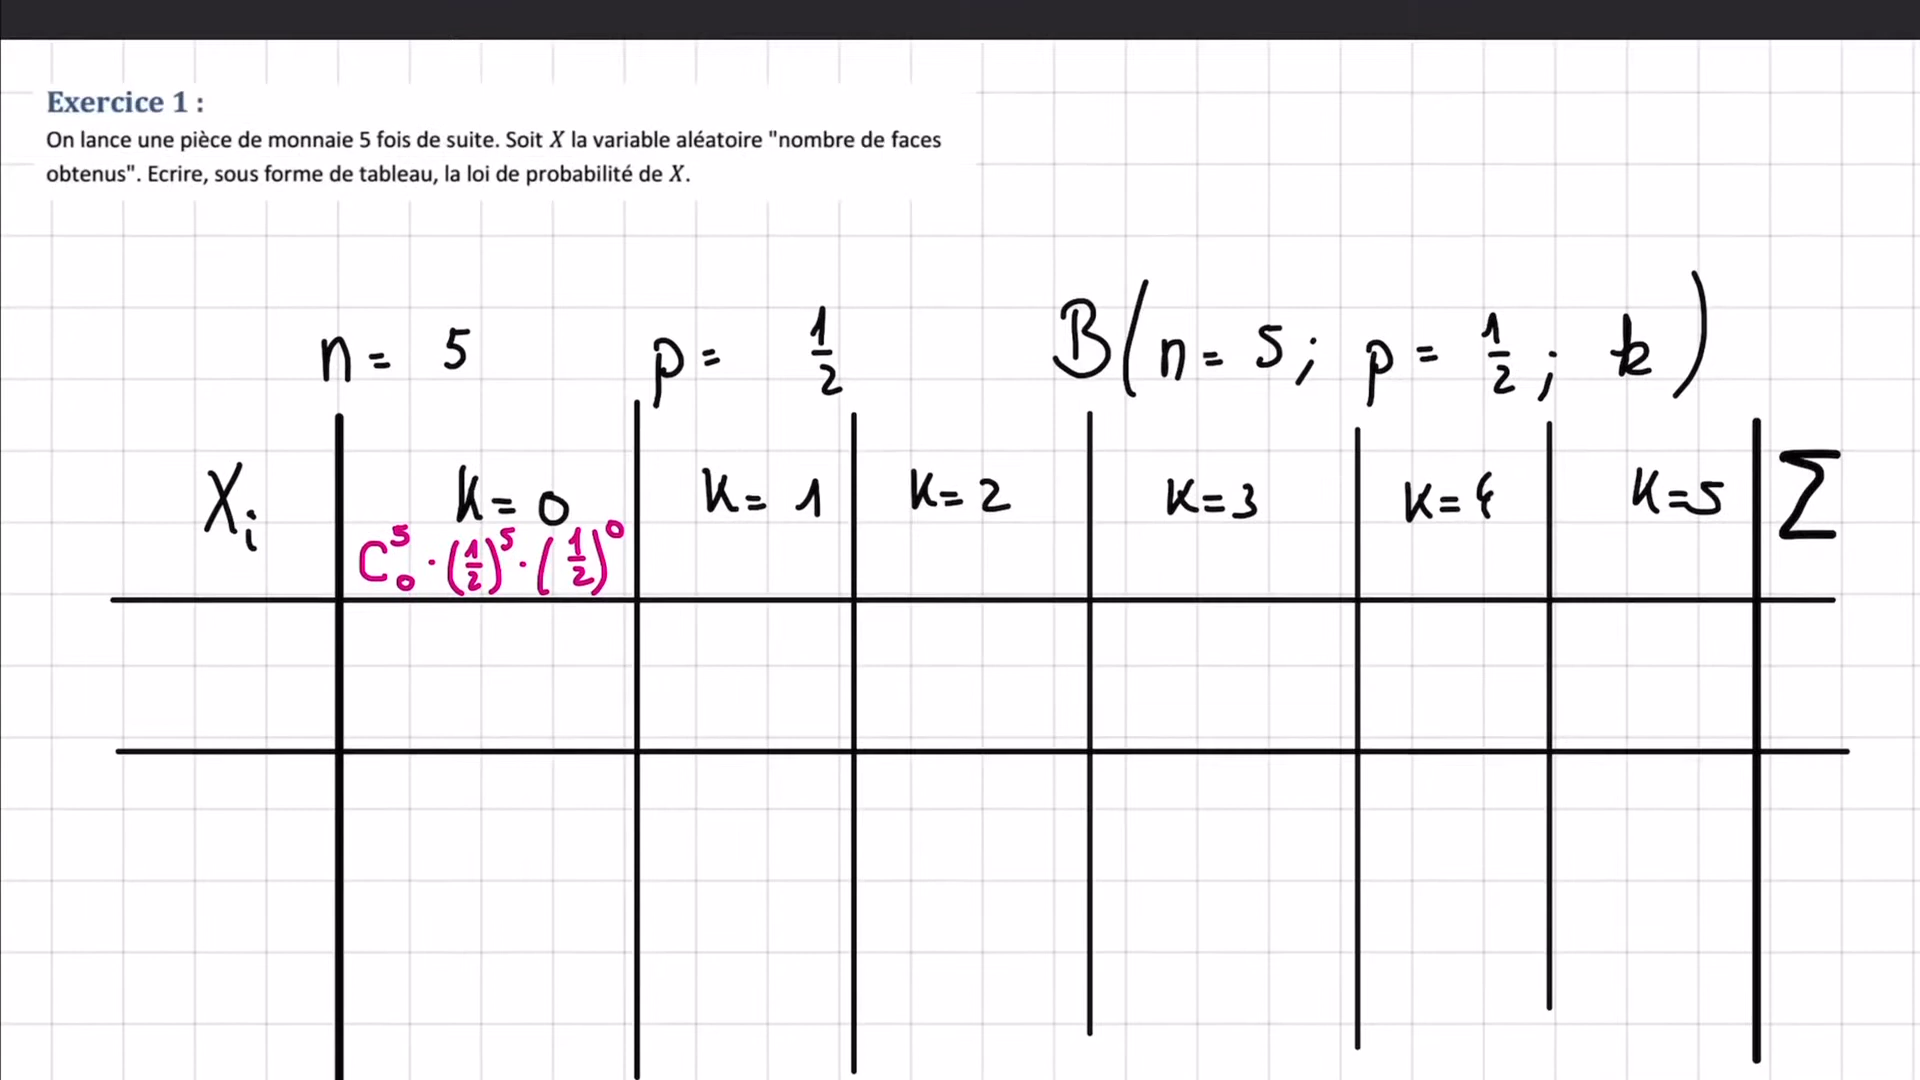 Exercice 1 :
On lance une pièce de monnaie 5 fois de suite. Soit X la variable aléatoire "nombre de faces
obtenus". Ecrire, sous forme de tableau, la loi de probabilité de X.
n = 5 p = 1/2 B(n = 5; p = 1/2; k)
Xi k = 0 k = 1 k = 2 k = 3 k = 4 k = 5 Σ
C⁵₀ · (1/2)⁵ · (1/2)⁰